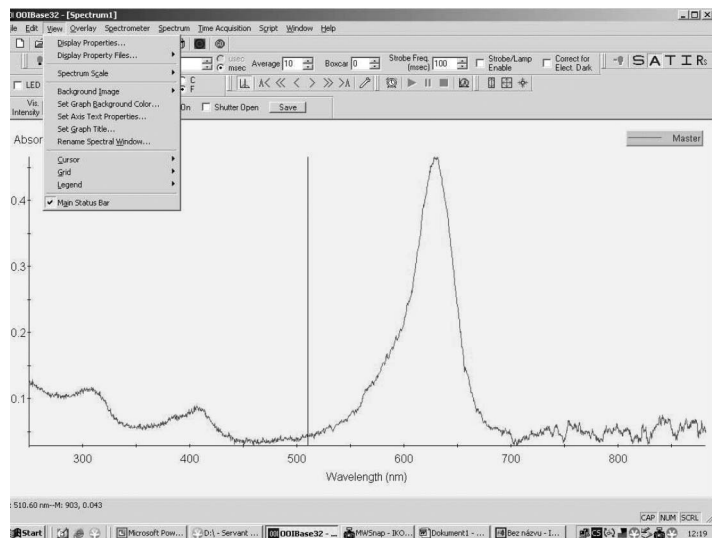 OOIBase32 - [Spectrum1]
File Edit View Overlay Spectrometer Spectrum Time Acquisition Script Window Help
Display Properties...
Display Property Files...
Spectrum Scale
Background Image
Set Graph Background Color...
Set Axis Text Properties...
Set Graph Title...
Rename Spectral Window...
Cursor
Grid
Legend
Main Status Bar
usec
msec
Average 10
Boxcar 0
Strobe Freq. (msec) 100
Strobe/Lamp Enable
Correct for Elect. Dark
S A T I Rs
LED
C
F
Vis.
Intensity
On
Shutter Open
Save
Absor
Master
0.4
0.3
0.2
0.1
300 400 500 600 700 800
Wavelength (nm)
: 510.60 nm--M: 903, 0.043
CAP NUM SCRL
Start
Microsoft Pow...
D:\ - Servant ...
OOIBase32 - ...
MWSnap - IKO...
Dokument1 - ...
Bez názvu - I...
CS
12:19